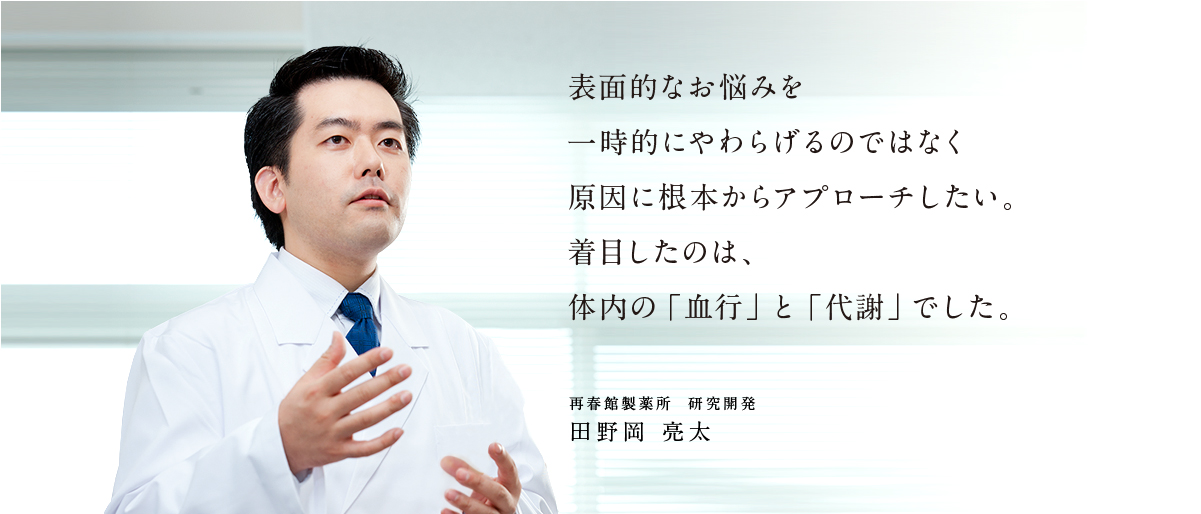 表面的なお悩みを
一時的にやわらげるのではなく
原因に根本からアプローチしたい。
着目したのは、
体内の「血行」と「代謝」でした。
再春館製薬所　研究開発
田野岡 亮太